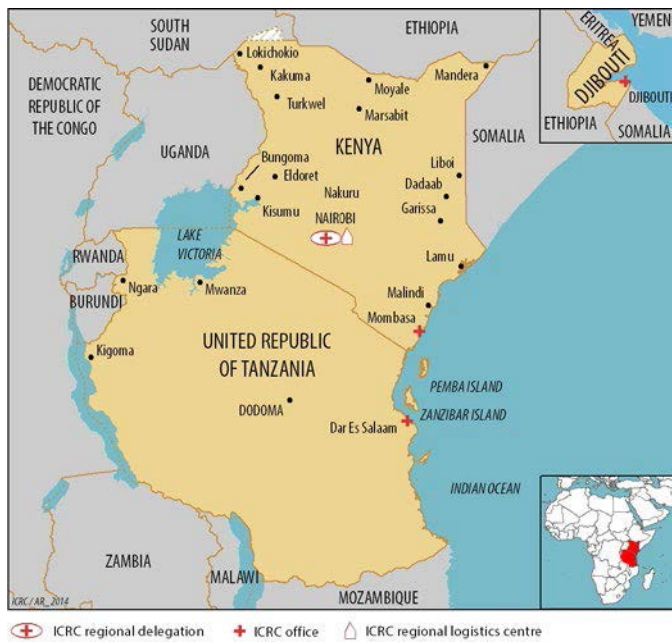 SOUTH
SUDAN
ETHIOPIA
ERITREA
YEMEN
DJIBOUTI
DJIBOUTI
ETHIOPIA
SOMALIA
Lokichokio
Kakuma
Turkwel
Moyale
Marsabit
Mandera
DEMOCRATIC
REPUBLIC OF
THE CONGO
UGANDA
KENYA
SOMALIA
Bungoma
Eldoret
Kisumu
Nakuru
NAIROBI
Liboi
Dadaab
Garissa
LAKE
VICTORIA
Lamu
RWANDA
Ngara
Mwanza
BURUNDI
Malindi
Mombasa
Kigoma
UNITED REPUBLIC
OF TANZANIA
PEMBA ISLAND
ZANZIBAR ISLAND
DODOMA
Dar Es Salaam
INDIAN OCEAN
ZAMBIA
MALAWI
MOZAMBIQUE
ICRC / AR_2014
ICRC regional delegation
ICRC office
ICRC regional logistics centre